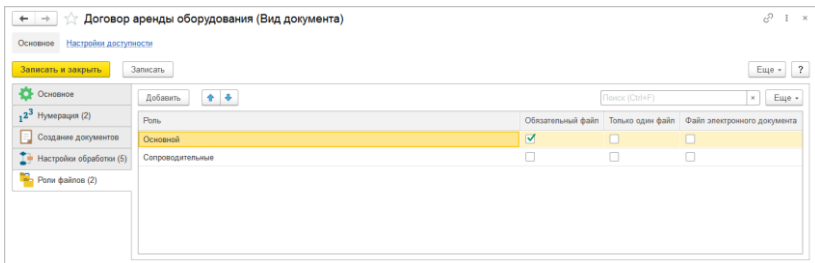 Договор аренды оборудования (Вид документа)
Основное Настройки доступности
Записать и закрыть Записать Еще ?
Основное
Нумерация (2)
Создание документов
Настройки обработки (5)
Роли файлов (2)
Добавить Поиск (Ctrl+F) × Еще
Роль Обязательный файл Только один файл Файл электронного документа
Основной
Сопроводительные